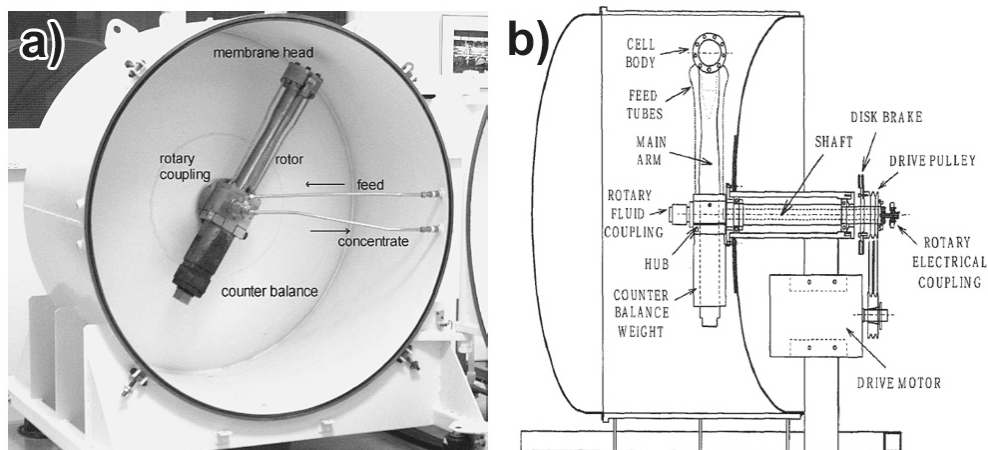 a)
membrane head
rotary
coupling
rotor
feed
concentrate
counter balance
b)
CELL
BODY
FEED
TUBES
MAIN
ARM
ROTARY
FLUID
COUPLING
HUB
COUNTER
BALANCE
WEIGHT
DISK BRAKE
SHAFT
DRIVE PULLEY
ROTARY
ELECTRICAL
COUPLING
DRIVE MOTOR